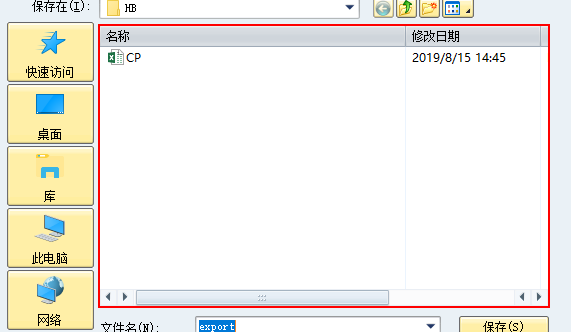 保存在(I):
HB
名称
修改日期
CP
2019/8/15 14:45
快速访问
桌面
库
此电脑
网络
文件名(N):
export
保存(S)